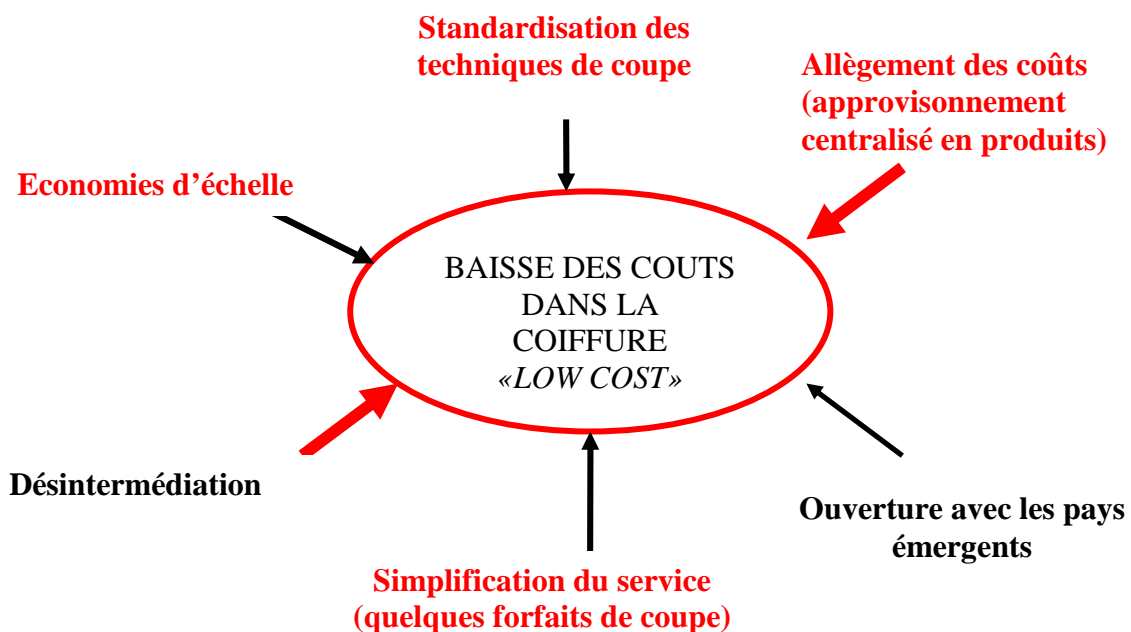 Standardisation des
techniques de coupe
Allègement des coûts
(approvisonnement
centralisé en produits)
Economies d’échelle
BAISSE DES COUTS
DANS LA
COIFFURE
«LOW COST»
Désintermédiation
Ouverture avec les pays
émergents
Simplification du service
(quelques forfaits de coupe)